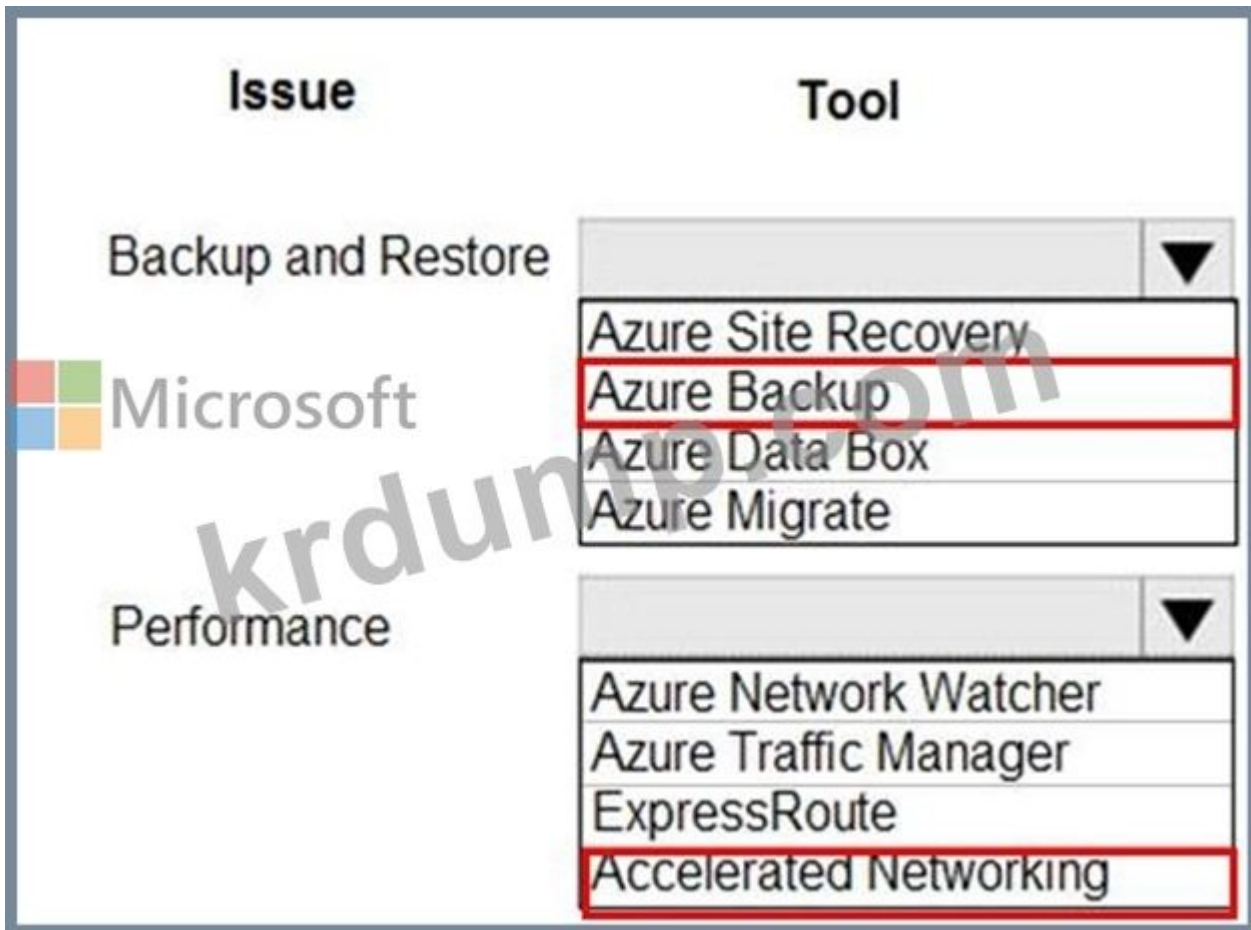 Issue
Tool
Backup and Restore
Azure Site Recovery
Azure Backup
Azure Data Box
Azure Migrate
Microsoft
krdump.com
Performance
Azure Network Watcher
Azure Traffic Manager
ExpressRoute
Accelerated Networking